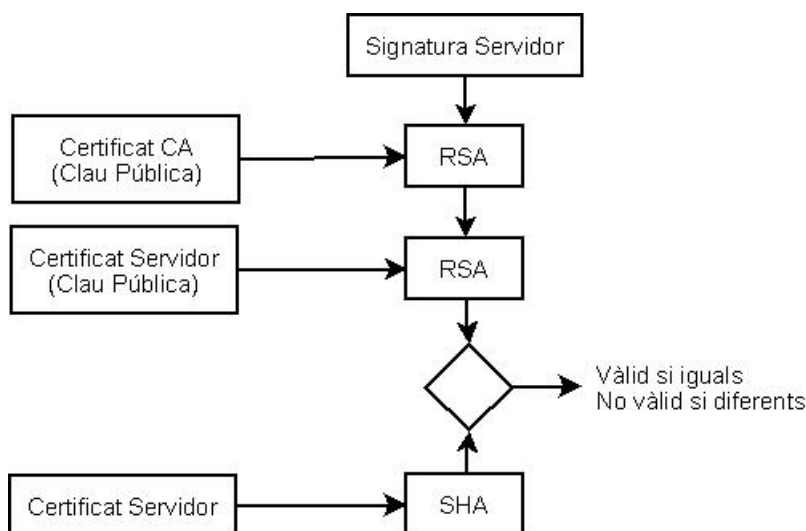 Signatura Servidor
Certificat CA
(Clau Pública)
RSA
Certificat Servidor
(Clau Pública)
RSA
Vàlid si iguals
No vàlid si diferents
Certificat Servidor
SHA